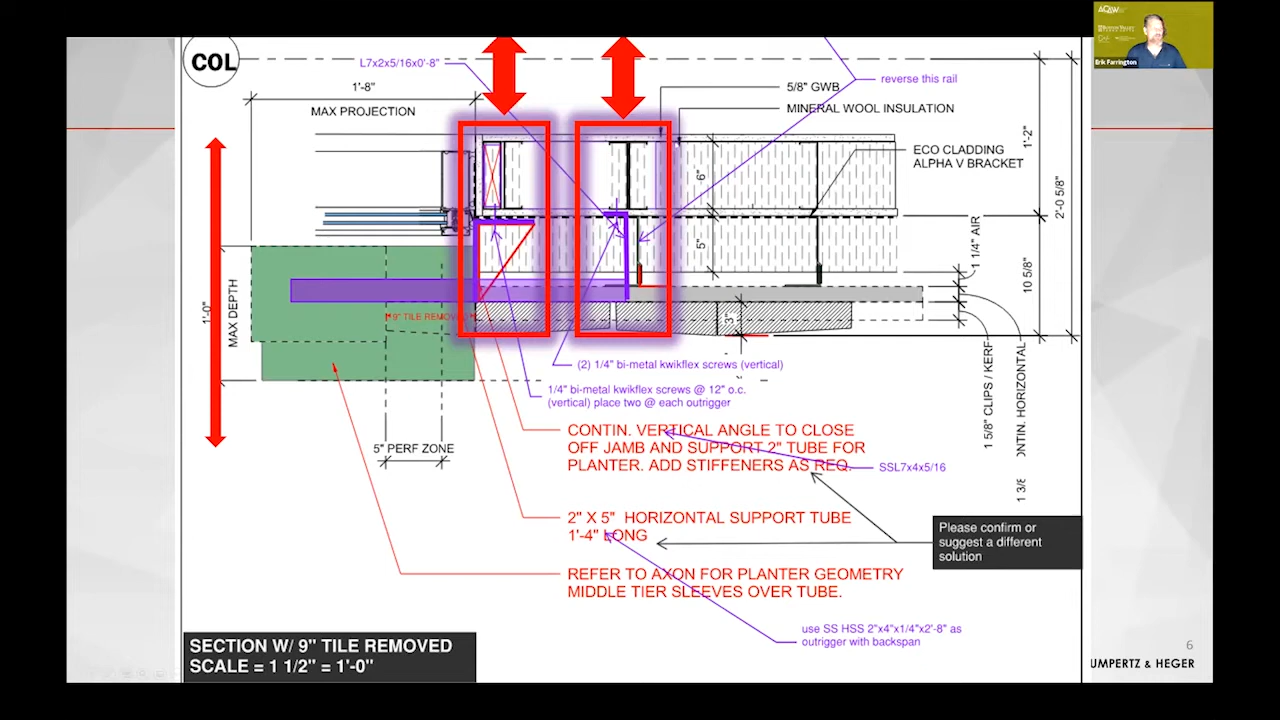 COL
L7x2x5/16x0'-8"
reverse this rail
1'-8"
MAX PROJECTION
5/8" GWB
MINERAL WOOL INSULATION
ECO CLADDING
ALPHA V BRACKET
6"
5"
3"
1'-2"
2'-0 5/8"
1 1/4" AIR
10 5/8"
1'-0"
MAX DEPTH
9" TILE REMOVED
(2) 1/4" bi-metal kwikflex screws (vertical)
1/4" bi-metal kwikflex screws @ 12" o.c.
(vertical) place two @ each outrigger
1 5/8" CLIPS / KERF
1 3/8
NTIN. HORIZONTAL
5" PERF ZONE
CONTIN. VERTICAL ANGLE TO CLOSE
OFF JAMB AND SUPPORT 2" TUBE FOR
PLANTER. ADD STIFFENERS AS REQ.
SSL7x4x5/16
2" X 5" HORIZONTAL SUPPORT TUBE
1'-4" LONG
Please confirm or
suggest a different
solution
REFER TO AXON FOR PLANTER GEOMETRY
MIDDLE TIER SLEEVES OVER TUBE.
use SS HSS 2"x4"x1/4"x2'-8" as
outrigger with backspan
SECTION W/ 9" TILE REMOVED
SCALE = 1 1/2" = 1'-0"
6
UMPERTZ & HEGER
Erik Farrington